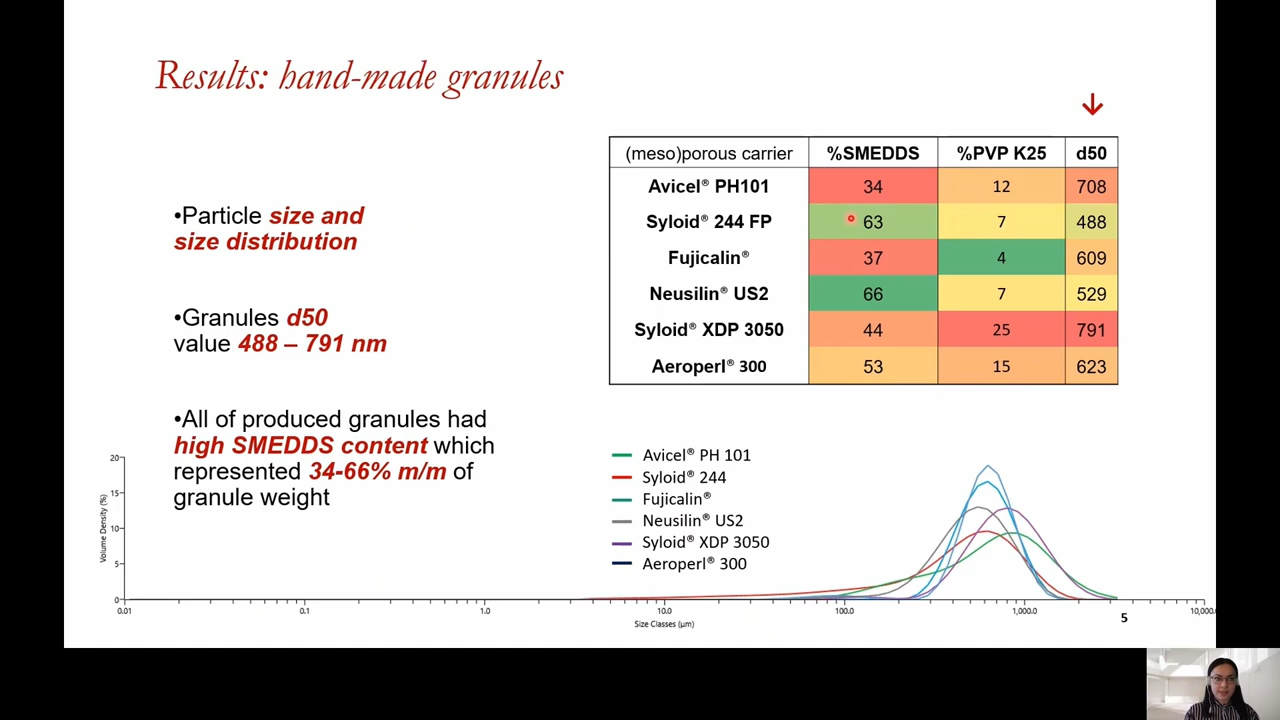 Results: hand-made granules
•Particle size and
size distribution
•Granules d50
value 488 – 791 nm
•All of produced granules had
high SMEDDS content which
represented 34-66% m/m of
granule weight
(meso)porous carrier %SMEDDS %PVP K25 d50
Avicel® PH101 34 12 708
Syloid® 244 FP 63 7 488
Fujicalin® 37 4 609
Neusilin® US2 66 7 529
Syloid® XDP 3050 44 25 791
Aeroperl® 300 53 15 623
Avicel® PH 101
Syloid® 244
Fujicalin®
Neusilin® US2
Syloid® XDP 3050
Aeroperl® 300
Volume Density (%)
20
15
10
5
0
0.01 0.1 1.0 10.0 100.0 1,000.0 10,000.
Size Classes (µm)
5